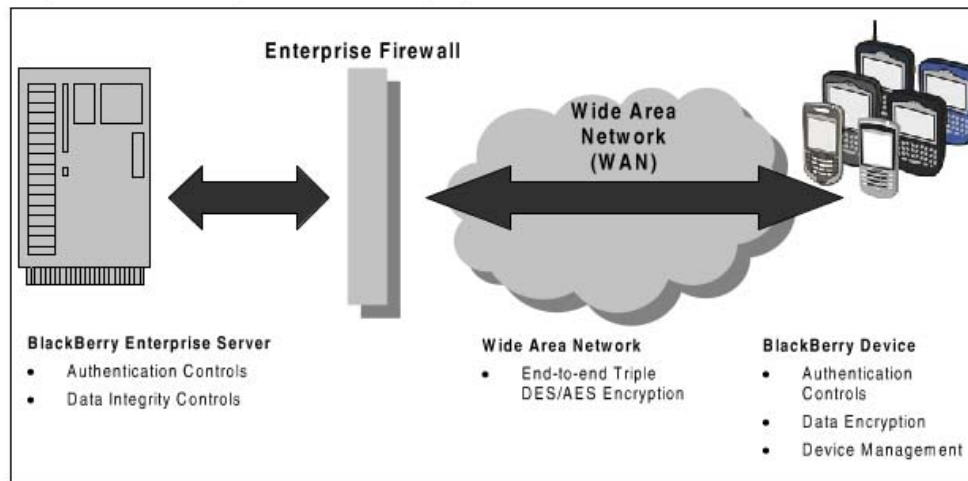 Enterprise Firewall
Wide Area
Network
(WAN)
BlackBerry Enterprise Server
• Authentication Controls
• Data Integrity Controls
Wide Area Network
• End-to-end Triple
DES/AES Encryption
BlackBerry Device
• Authentication
Controls
• Data Encryption
• Device Management